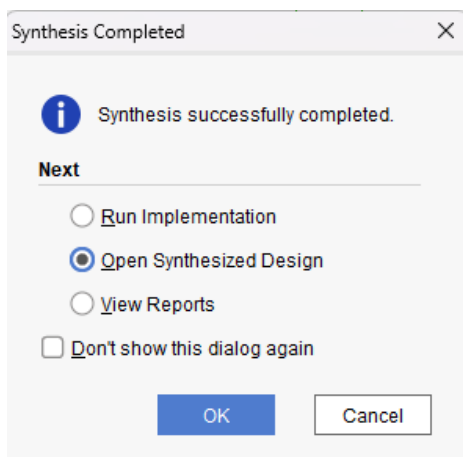 Synthesis Completed
Synthesis successfully completed.
Next
Run Implementation
Open Synthesized Design
View Reports
Don't show this dialog again
OK
Cancel